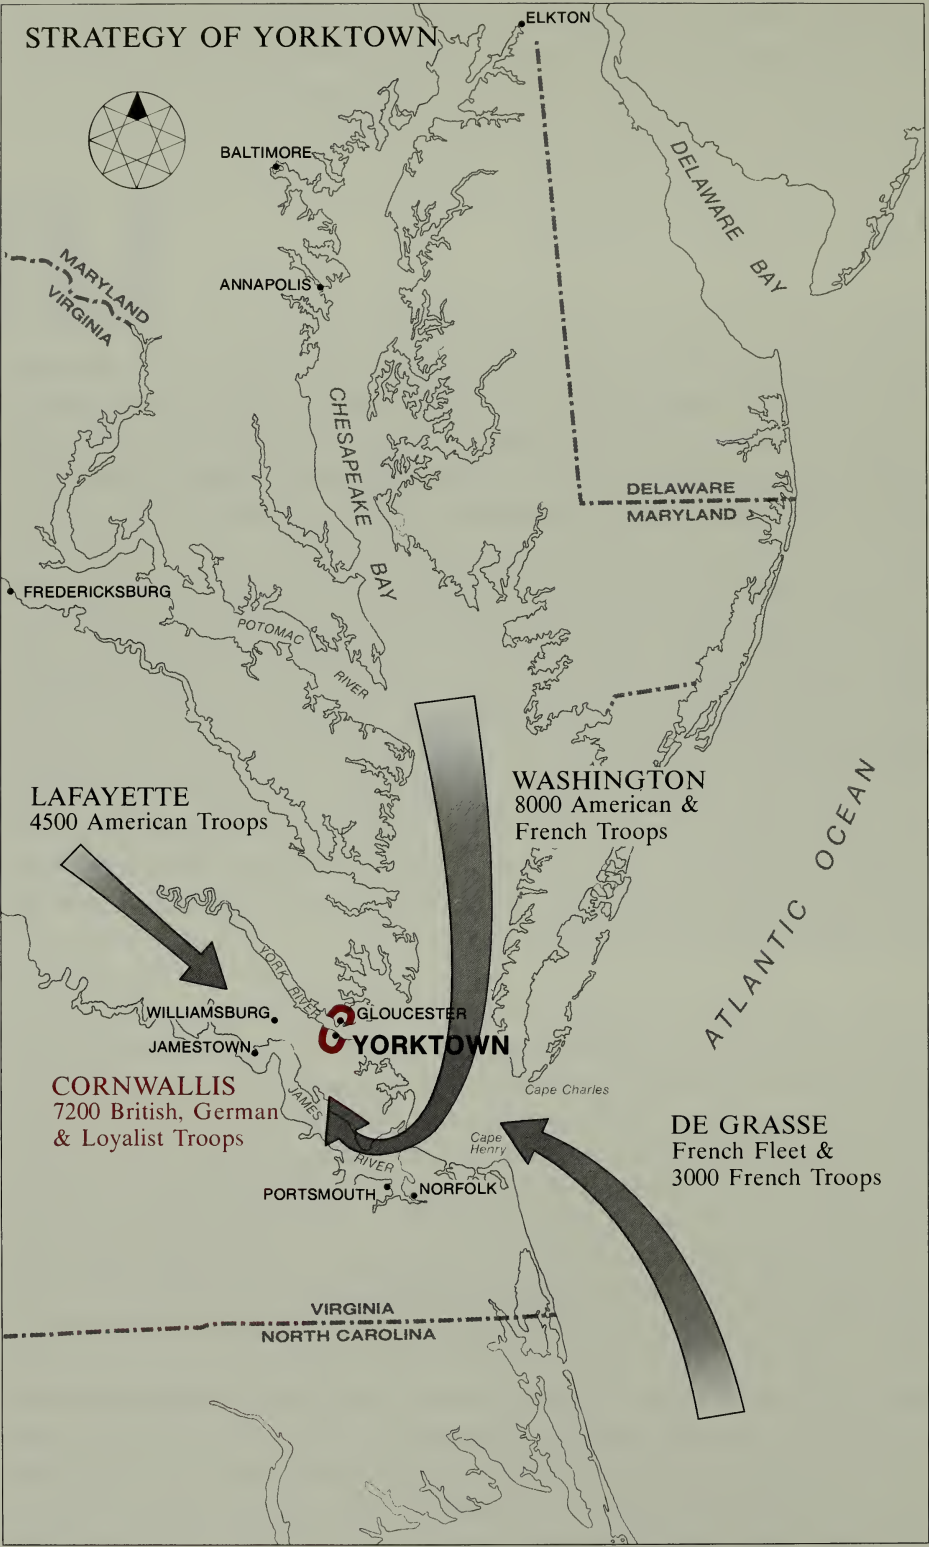 STRATEGY OF YORKTOWN
ELKTON
BALTIMORE
DELAWARE
BAY
MARYLAND
VIRGINIA
ANNAPOLIS
CHESAPEAKE
BAY
DELAWARE
MARYLAND
FREDERICKSBURG
POTOMAC
RIVER
LAFAYETTE
4500 American Troops
WASHINGTON
8000 American &
French Troops
ATLANTIC OCEAN
YORK RIVER
WILLIAMSBURG
GLOUCESTER
JAMESTOWN
YORKTOWN
CORNWALLIS
7200 British, German
& Loyalist Troops
JAMES
RIVER
Cape Charles
Cape
Henry
DE GRASSE
French Fleet &
3000 French Troops
PORTSMOUTH
NORFOLK
VIRGINIA
NORTH CAROLINA